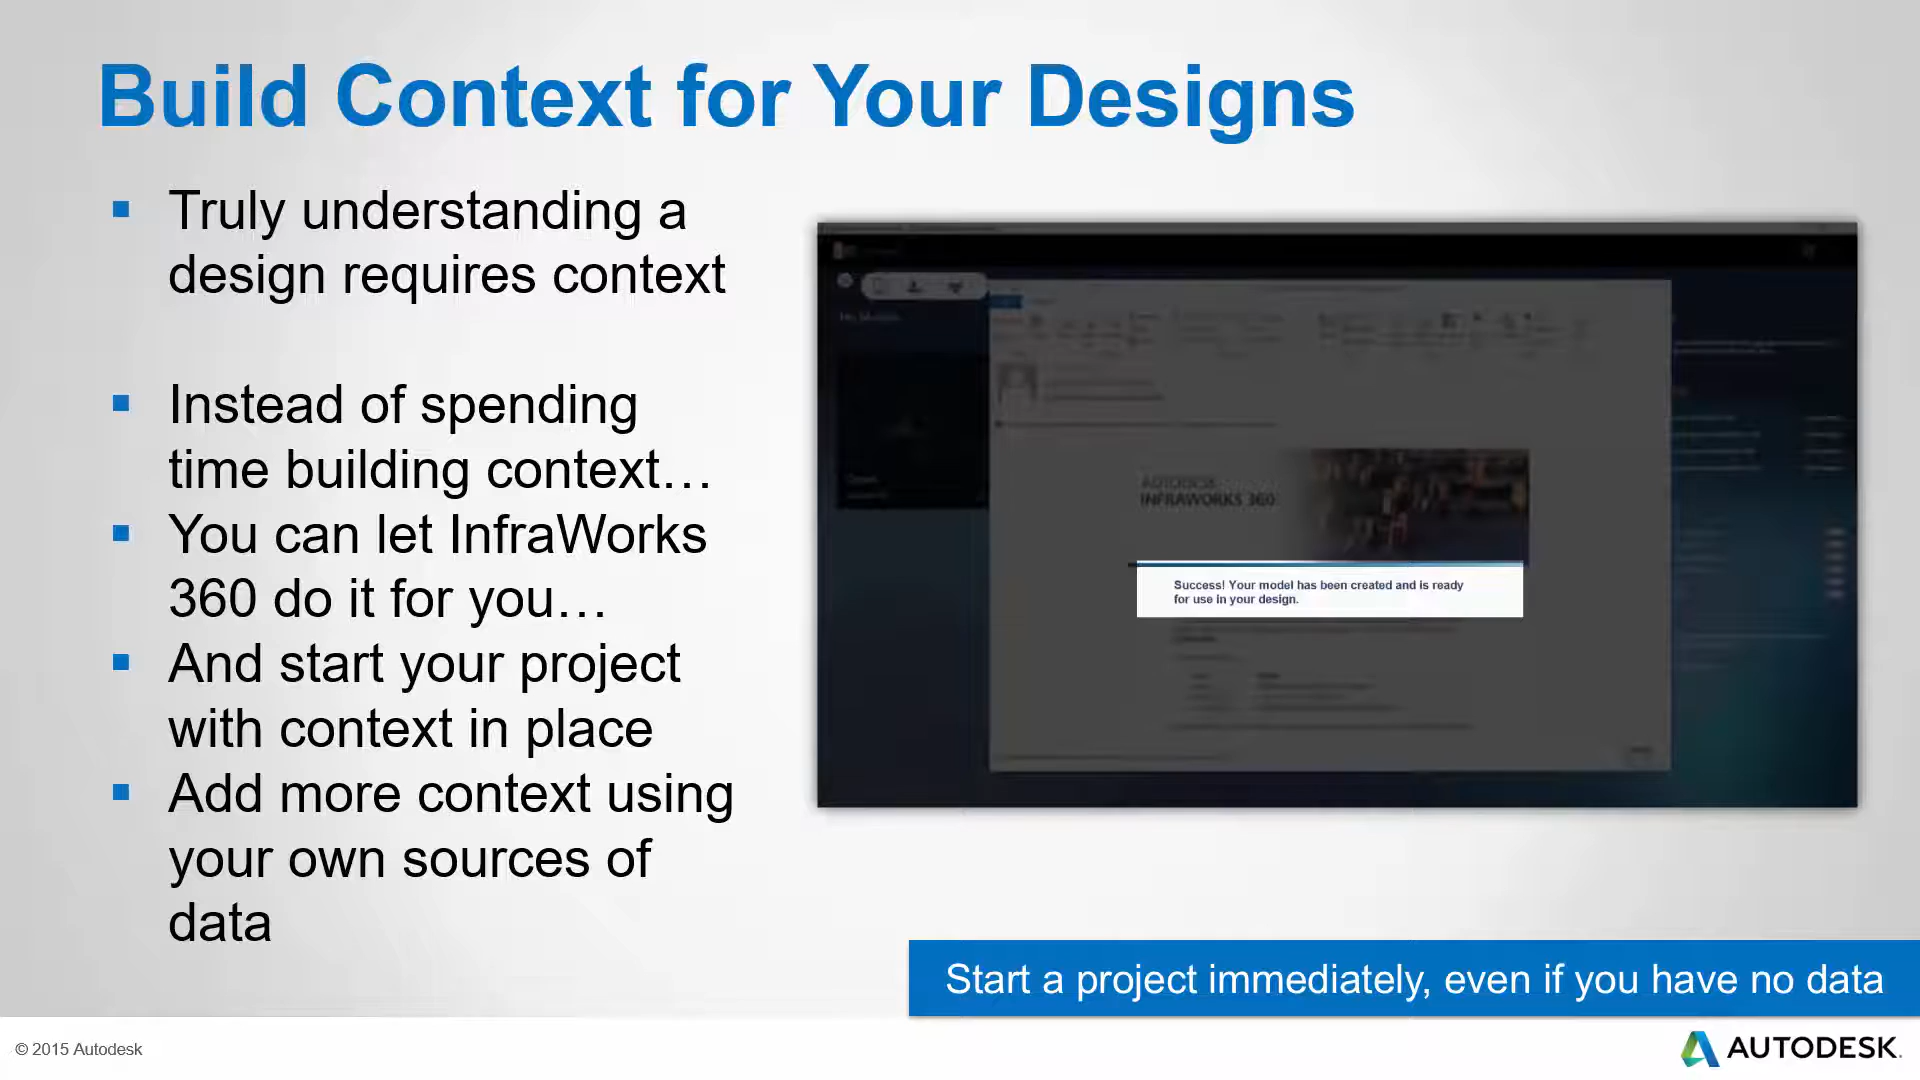 Build Context for Your Designs
Truly understanding a
design requires context
Instead of spending
time building context…
You can let InfraWorks
360 do it for you…
And start your project
with context in place
Add more context using
your own sources of
data
AUTODESK
INFRAWORKS 360
Success! Your model has been created and is ready
for use in your design.
Start a project immediately, even if you have no data
© 2015 Autodesk
AUTODESK.